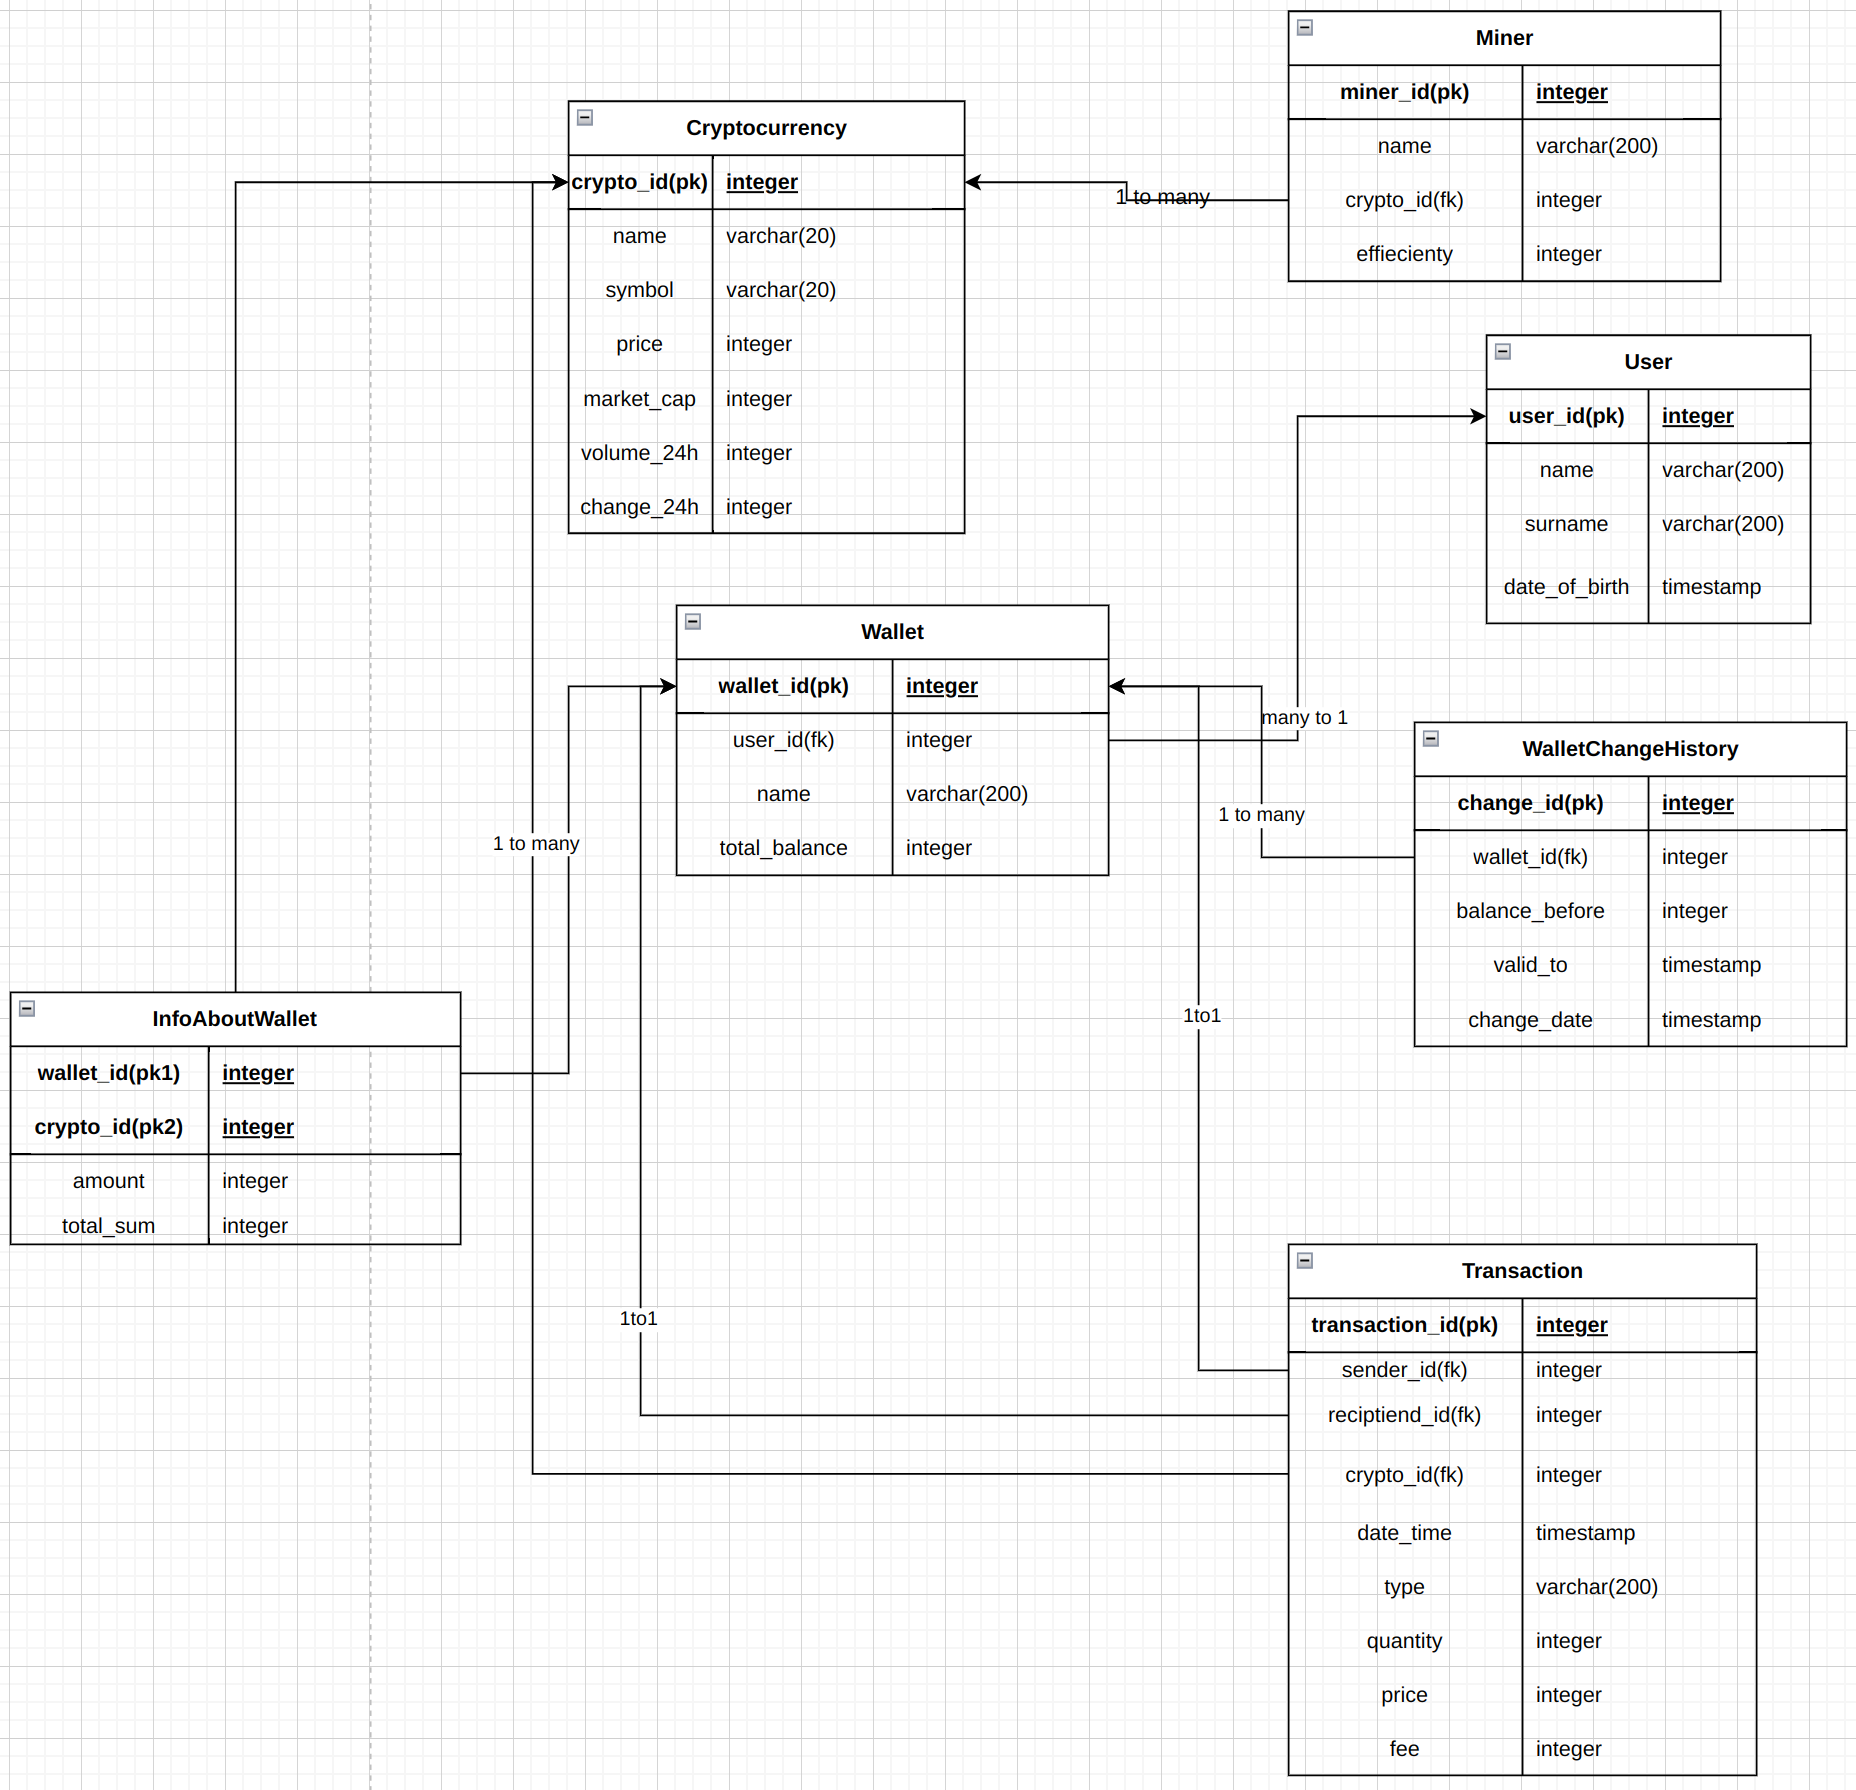 Miner
miner_id(pk) integer
name varchar(200)
crypto_id(fk) integer
effiecienty integer
Cryptocurrency
crypto_id(pk) integer
name varchar(20)
symbol varchar(20)
price integer
market_cap integer
volume_24h integer
change_24h integer
1 to many
User
user_id(pk) integer
name varchar(200)
surname varchar(200)
date_of_birth timestamp
Wallet
wallet_id(pk) integer
user_id(fk) integer
name varchar(200)
total_balance integer
many to 1
1 to many
1 to many
WalletChangeHistory
change_id(pk) integer
wallet_id(fk) integer
balance_before integer
valid_to timestamp
change_date timestamp
1to1
InfoAboutWallet
wallet_id(pk1) integer
crypto_id(pk2) integer
amount integer
total_sum integer
1to1
Transaction
transaction_id(pk) integer
sender_id(fk) integer
reciptiend_id(fk) integer
crypto_id(fk) integer
date_time timestamp
type varchar(200)
quantity integer
price integer
fee integer